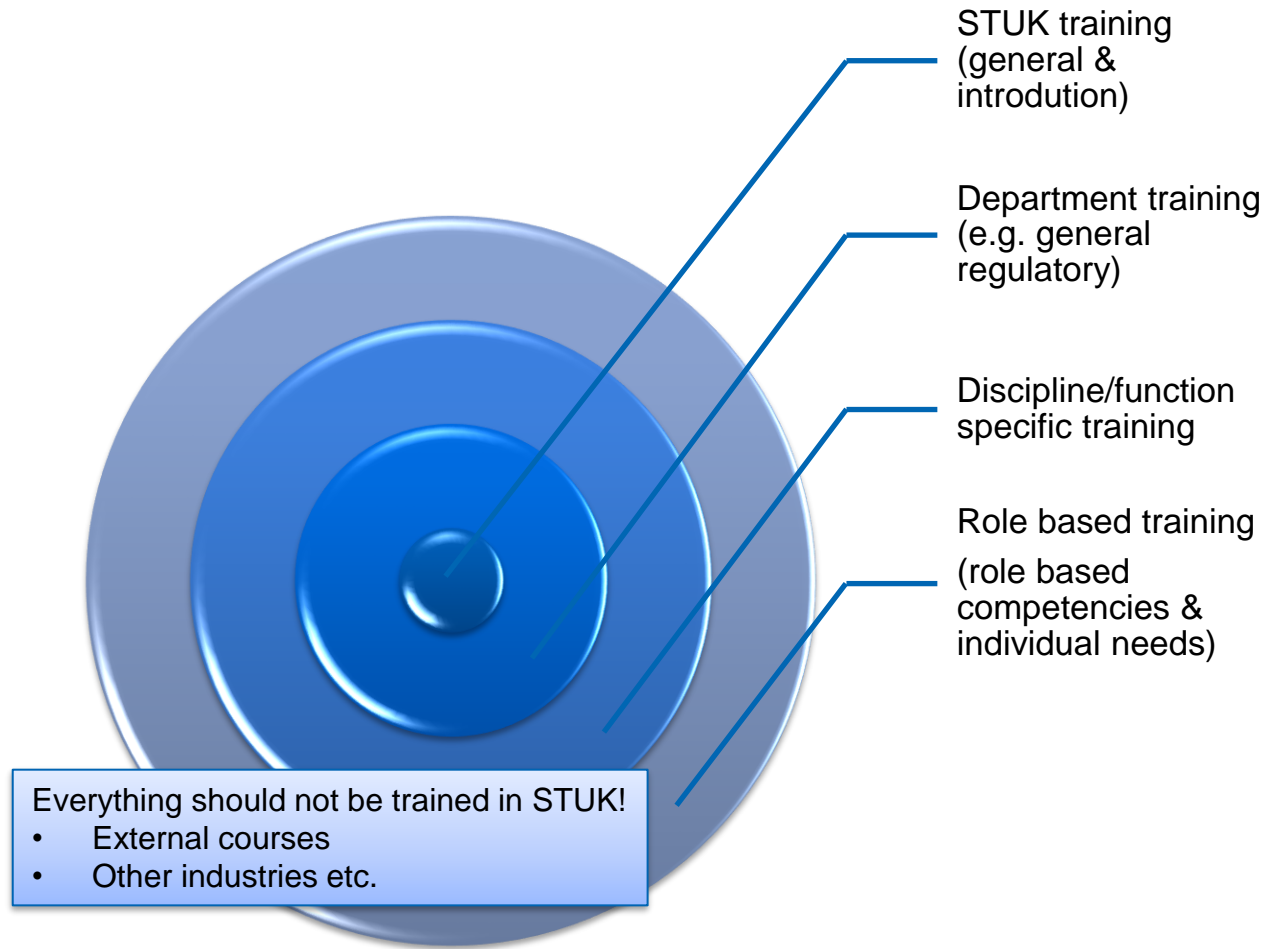 STUK training
(general &
introdution)
Department training
(e.g. general
regulatory)
Discipline/function
specific training
Role based training
(role based
competencies &
individual needs)
Everything should not be trained in STUK!
• External courses
• Other industries etc.